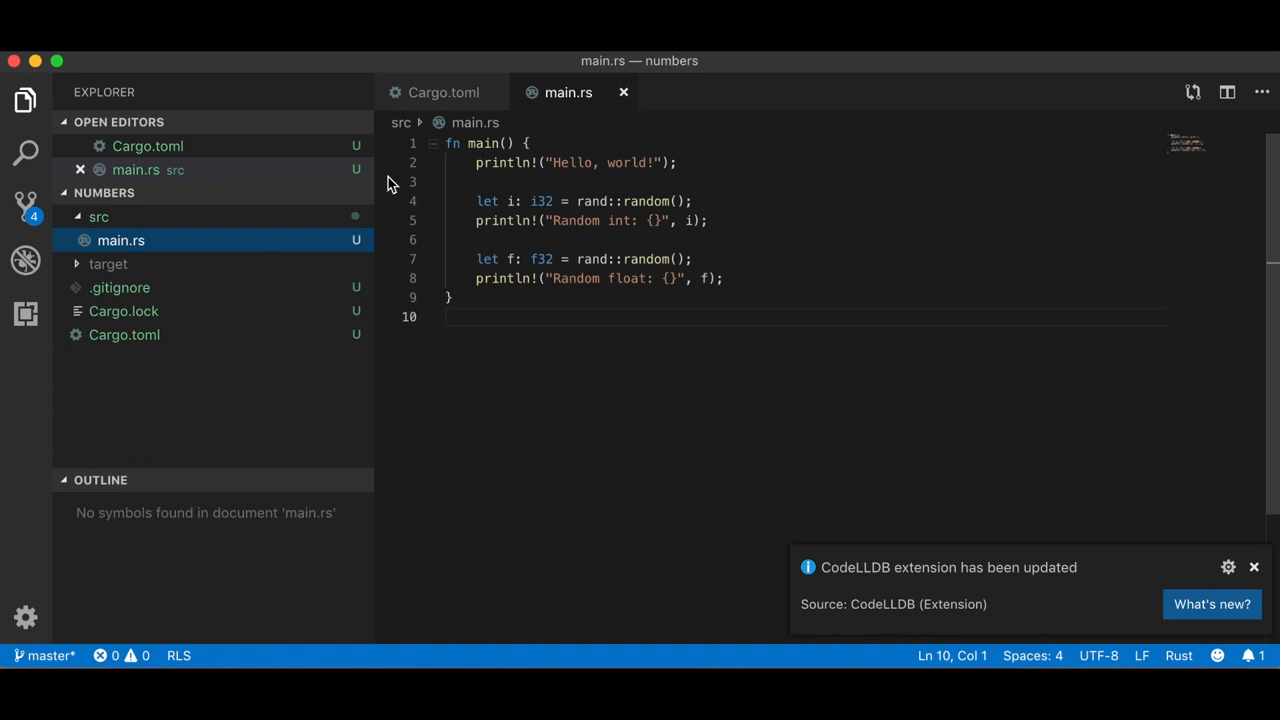 main.rs — numbers
EXPLORER
OPEN EDITORS
Cargo.toml U
main.rs src U
NUMBERS
src
main.rs U
target
.gitignore U
Cargo.lock U
Cargo.toml U
OUTLINE
No symbols found in document 'main.rs'
4
Cargo.toml
main.rs
src main.rs
1 fn main() {
2 println!("Hello, world!");
3
4 let i: i32 = rand::random();
5 println!("Random int: {}", i);
6
7 let f: f32 = rand::random();
8 println!("Random float: {}", f);
9 }
10
CodeLLDB extension has been updated
Source: CodeLLDB (Extension)
What's new?
master* 0 0 RLS Ln 10, Col 1 Spaces: 4 UTF-8 LF Rust 1